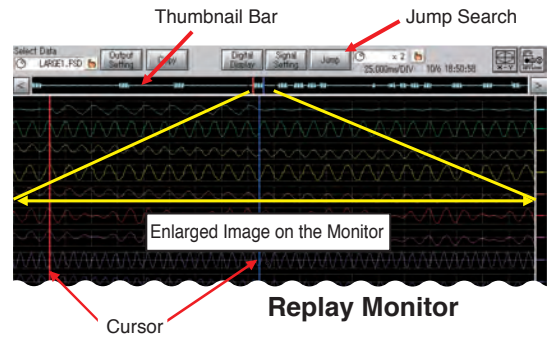 Thumbnail Bar
Jump Search
Select Data
LARGE1.FSD
Output Setting
Copy
Digital Display
Signal Setting
Jump
x 2
25.000ms/DIV 10/6 18:50:58
X-Y
<
>
Enlarged Image on the Monitor
Replay Monitor
Cursor